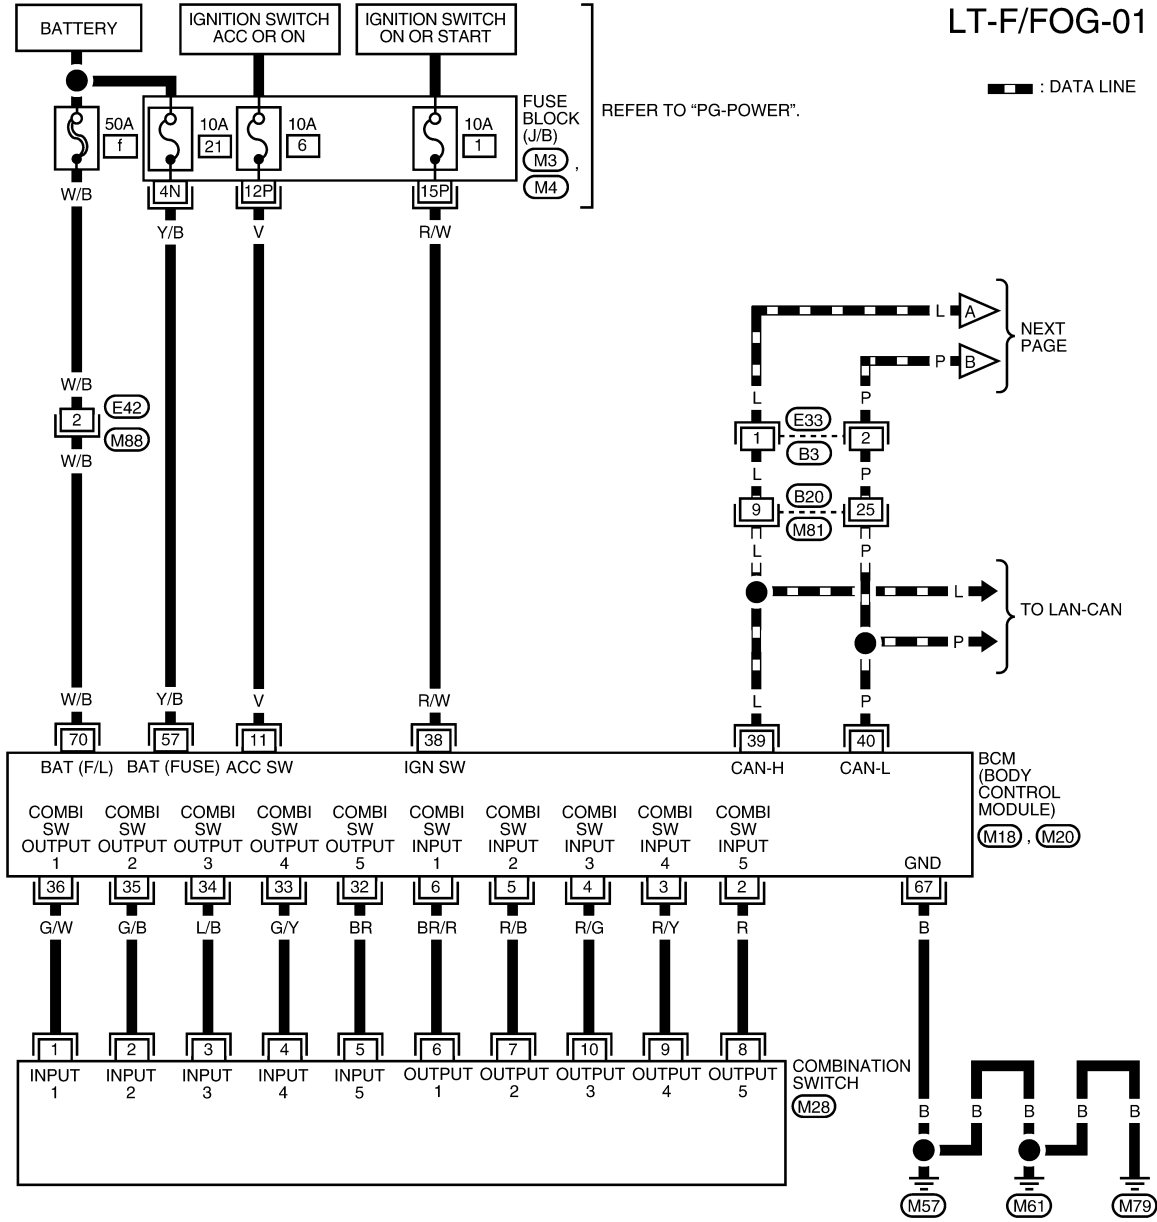 LT-F/FOG-01
BATTERY
IGNITION SWITCH
ACC OR ON
IGNITION SWITCH
ON OR START
: DATA LINE
50A
f
10A
21
10A
6
10A
1
FUSE
BLOCK
(J/B)
M3 ,
M4
REFER TO “PG-POWER”.
4N
12P
15P
W/B
Y/B
V
R/W
L
A
P
B
NEXT
PAGE
W/B
2
E42
M88
W/B
L
P
1
E33
B3
2
L
P
9
B20
M81
25
L
P
L
P
TO LAN-CAN
W/B
Y/B
V
R/W
L
P
70
57
11
38
39
40
BAT (F/L)
BAT (FUSE)
ACC SW
IGN SW
CAN-H
CAN-L
BCM
(BODY
CONTROL
MODULE)
M18 , M20
COMBI
SW
OUTPUT
1
COMBI
SW
OUTPUT
2
COMBI
SW
OUTPUT
3
COMBI
SW
OUTPUT
4
COMBI
SW
OUTPUT
5
COMBI
SW
INPUT
1
COMBI
SW
INPUT
2
COMBI
SW
INPUT
3
COMBI
SW
INPUT
4
COMBI
SW
INPUT
5
GND
36
35
34
33
32
6
5
4
3
2
67
G/W
G/B
L/B
G/Y
BR
BR/R
R/B
R/G
R/Y
R
B
1
2
3
4
5
6
7
10
9
8
INPUT
1
INPUT
2
INPUT
3
INPUT
4
INPUT
5
OUTPUT
1
OUTPUT
2
OUTPUT
3
OUTPUT
4
OUTPUT
5
COMBINATION
SWITCH
M28
B
B
B
B
B
M57
M61
M79